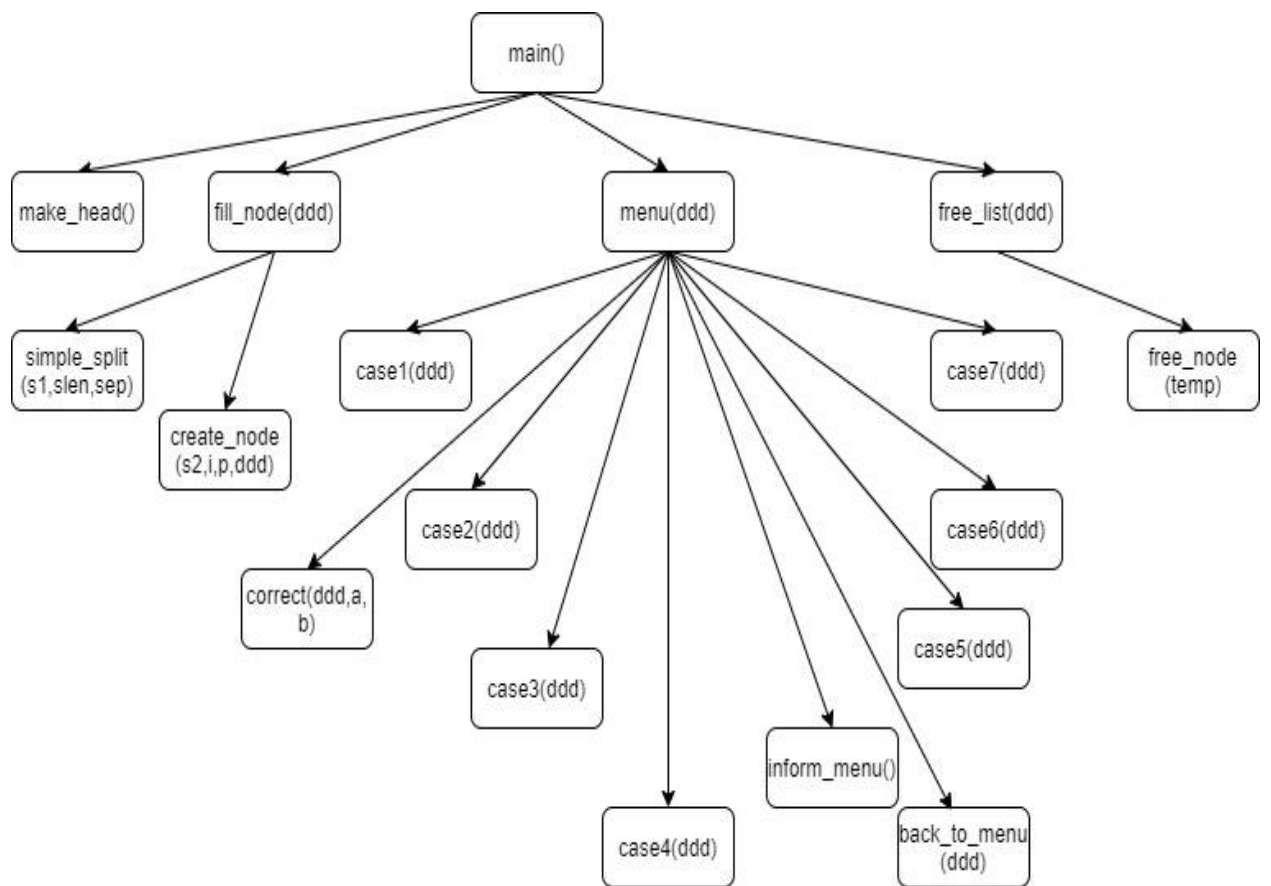 main()
make_head()
fill_node(ddd)
menu(ddd)
free_list(ddd)
simple_split
(s1,slen,sep)
case1(ddd)
case7(ddd)
free_node
(temp)
create_node
(s2,i,p,ddd)
case2(ddd)
case6(ddd)
correct(ddd,a,
b)
case5(ddd)
case3(ddd)
inform_menu()
case4(ddd)
back_to_menu
(ddd)